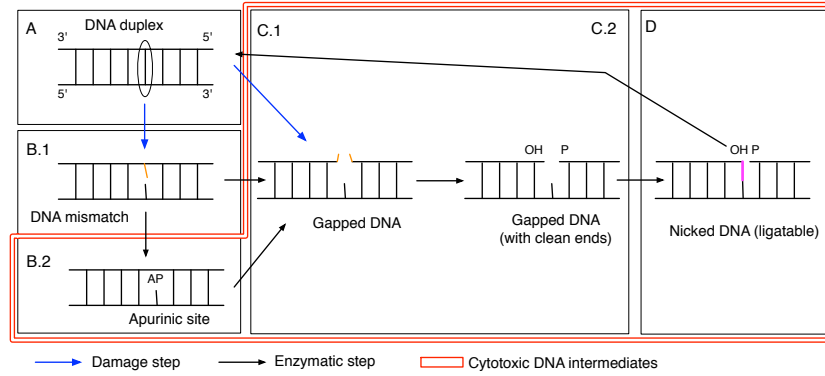 A
DNA duplex
3' 5'
5' 3'
B.1
DNA mismatch
B.2
AP
Apurinic site
C.1
Gapped DNA
C.2
OH P
Gapped DNA
(with clean ends)
D
OH P
Nicked DNA (ligatable)
Damage step
Enzymatic step
Cytotoxic DNA intermediates